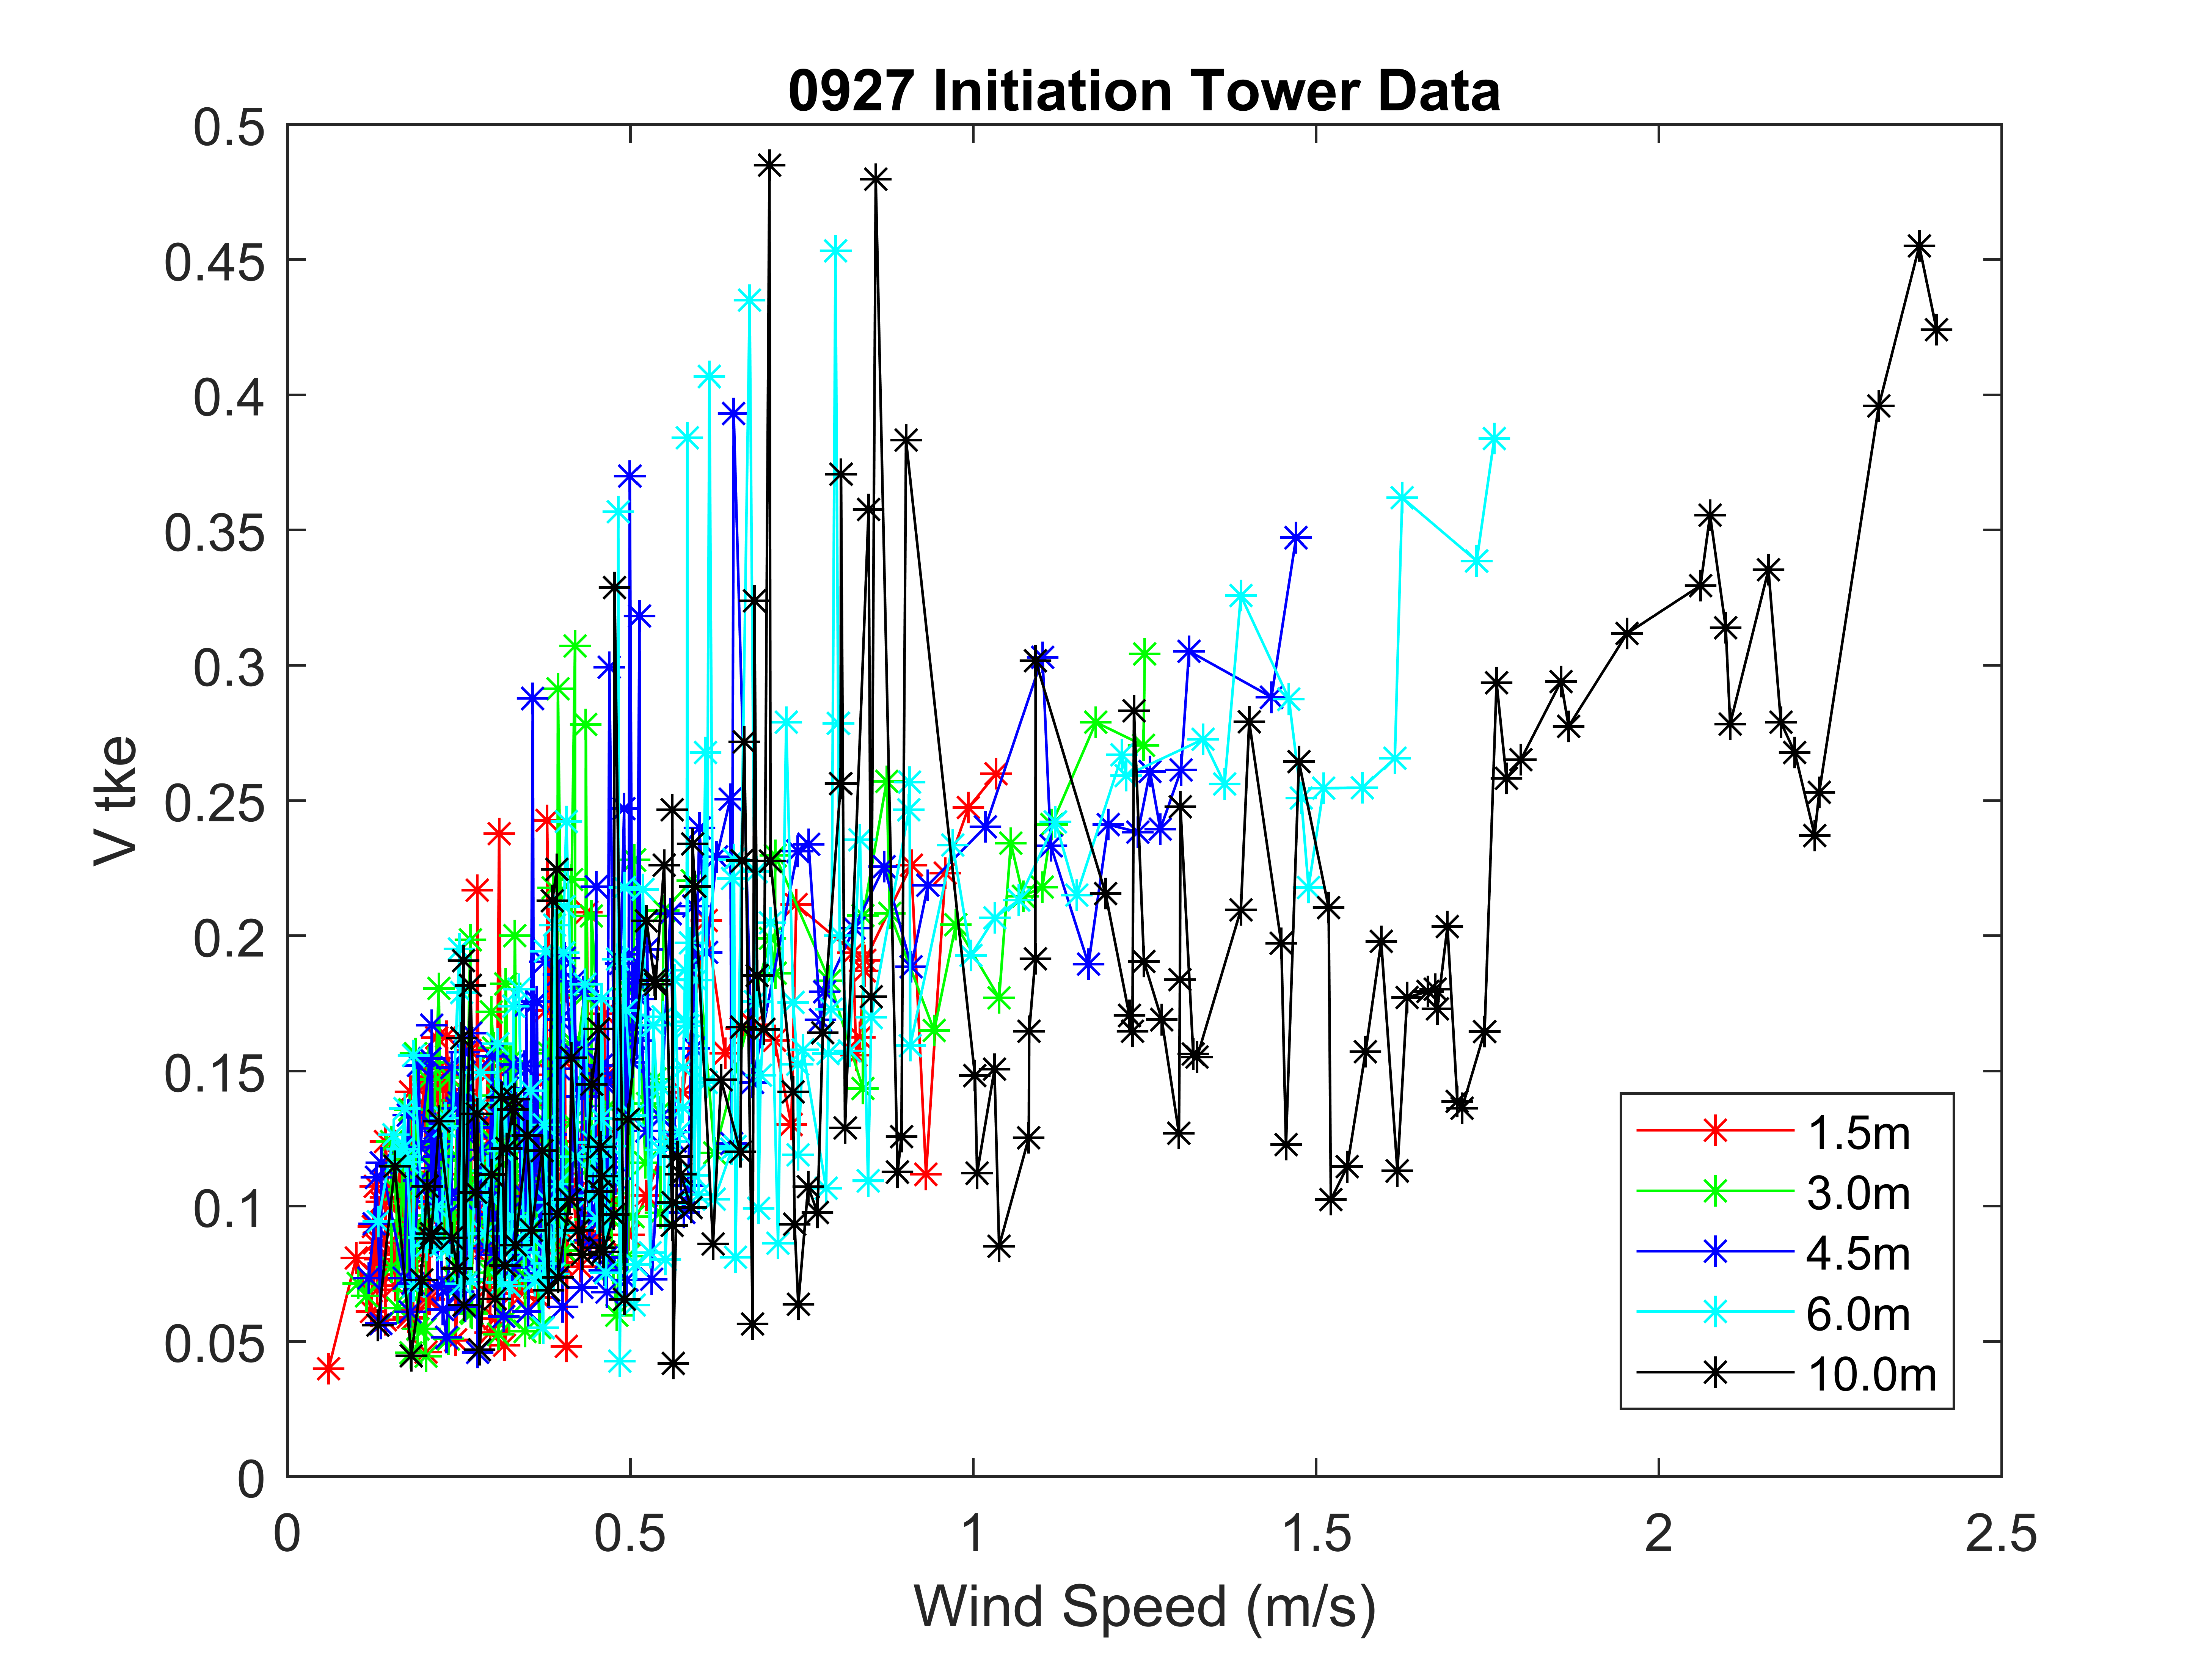 0927 Initiation Tower Data
0.5
0.45
0.4
0.35
0.3
0.25
0.2
0.15
0.1
0.05
0
V tke
1.5m
3.0m
4.5m
6.0m
10.0m
0 0.5 1 1.5 2 2.5
Wind Speed (m/s)